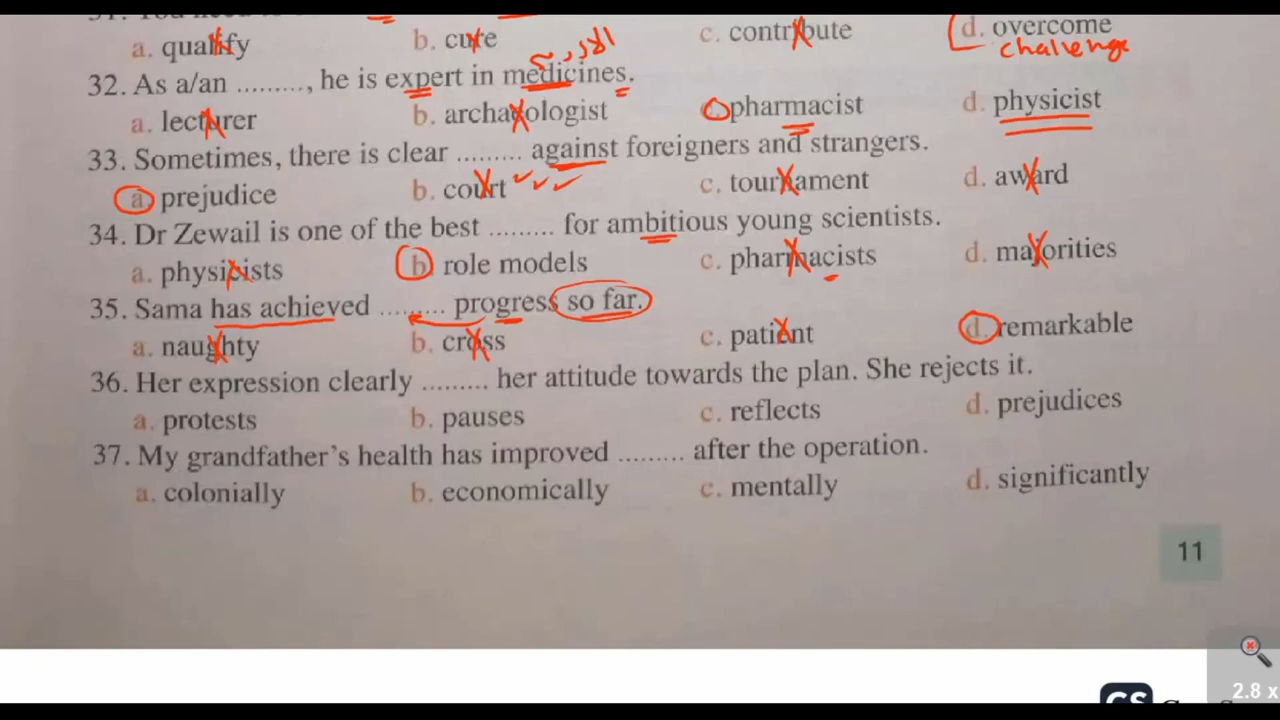 a. qualify b. cure c. contribute d. overcome
challenge
الادوية
32. As a/an ........., he is expert in medicines.
a. lecturer b. archaeologist c. pharmacist d. physicist
33. Sometimes, there is clear ......... against foreigners and strangers.
a. prejudice b. court c. tournament d. award
34. Dr Zewail is one of the best ......... for ambitious young scientists.
a. physicists b. role models c. pharmacists d. majorities
35. Sama has achieved ......... progress so far.
a. naughty b. cross c. patient d. remarkable
36. Her expression clearly ......... her attitude towards the plan. She rejects it.
a. protests b. pauses c. reflects d. prejudices
37. My grandfather's health has improved ......... after the operation.
a. colonially b. economically c. mentally d. significantly
11
2.8 x
CS